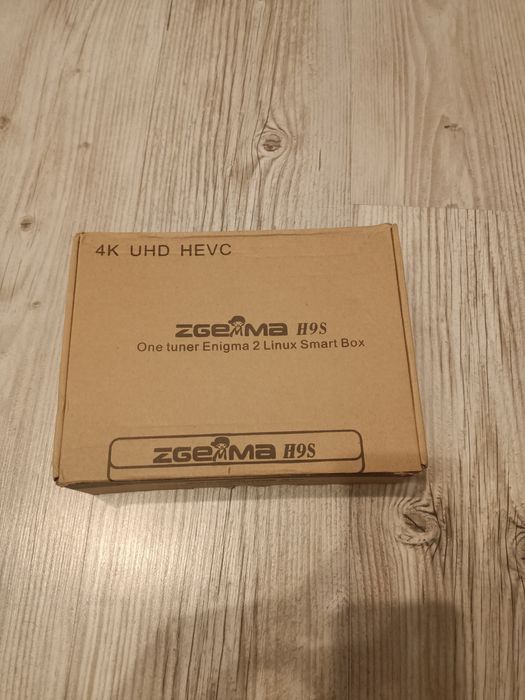 4K UHD HEVC
ZGEMMA H9S
One tuner Enigma 2 Linux Smart Box
ZGEMMA H9S